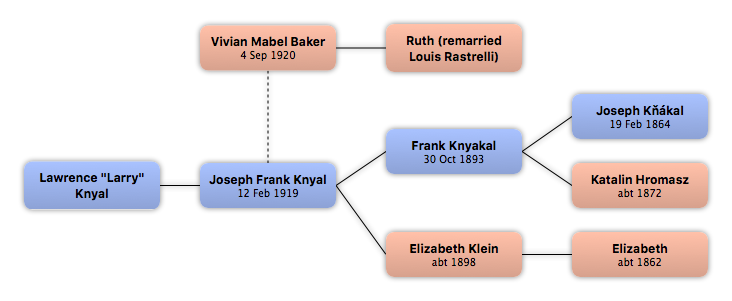 Vivian Mabel Baker
4 Sep 1920
Ruth (remarried
Louis Rastrelli)
Joseph Kňákal
19 Feb 1864
Frank Knyakal
30 Oct 1893
Lawrence "Larry"
Knyal
Joseph Frank Knyal
12 Feb 1919
Katalin Hromasz
abt 1872
Elizabeth Klein
abt 1898
Elizabeth
abt 1862